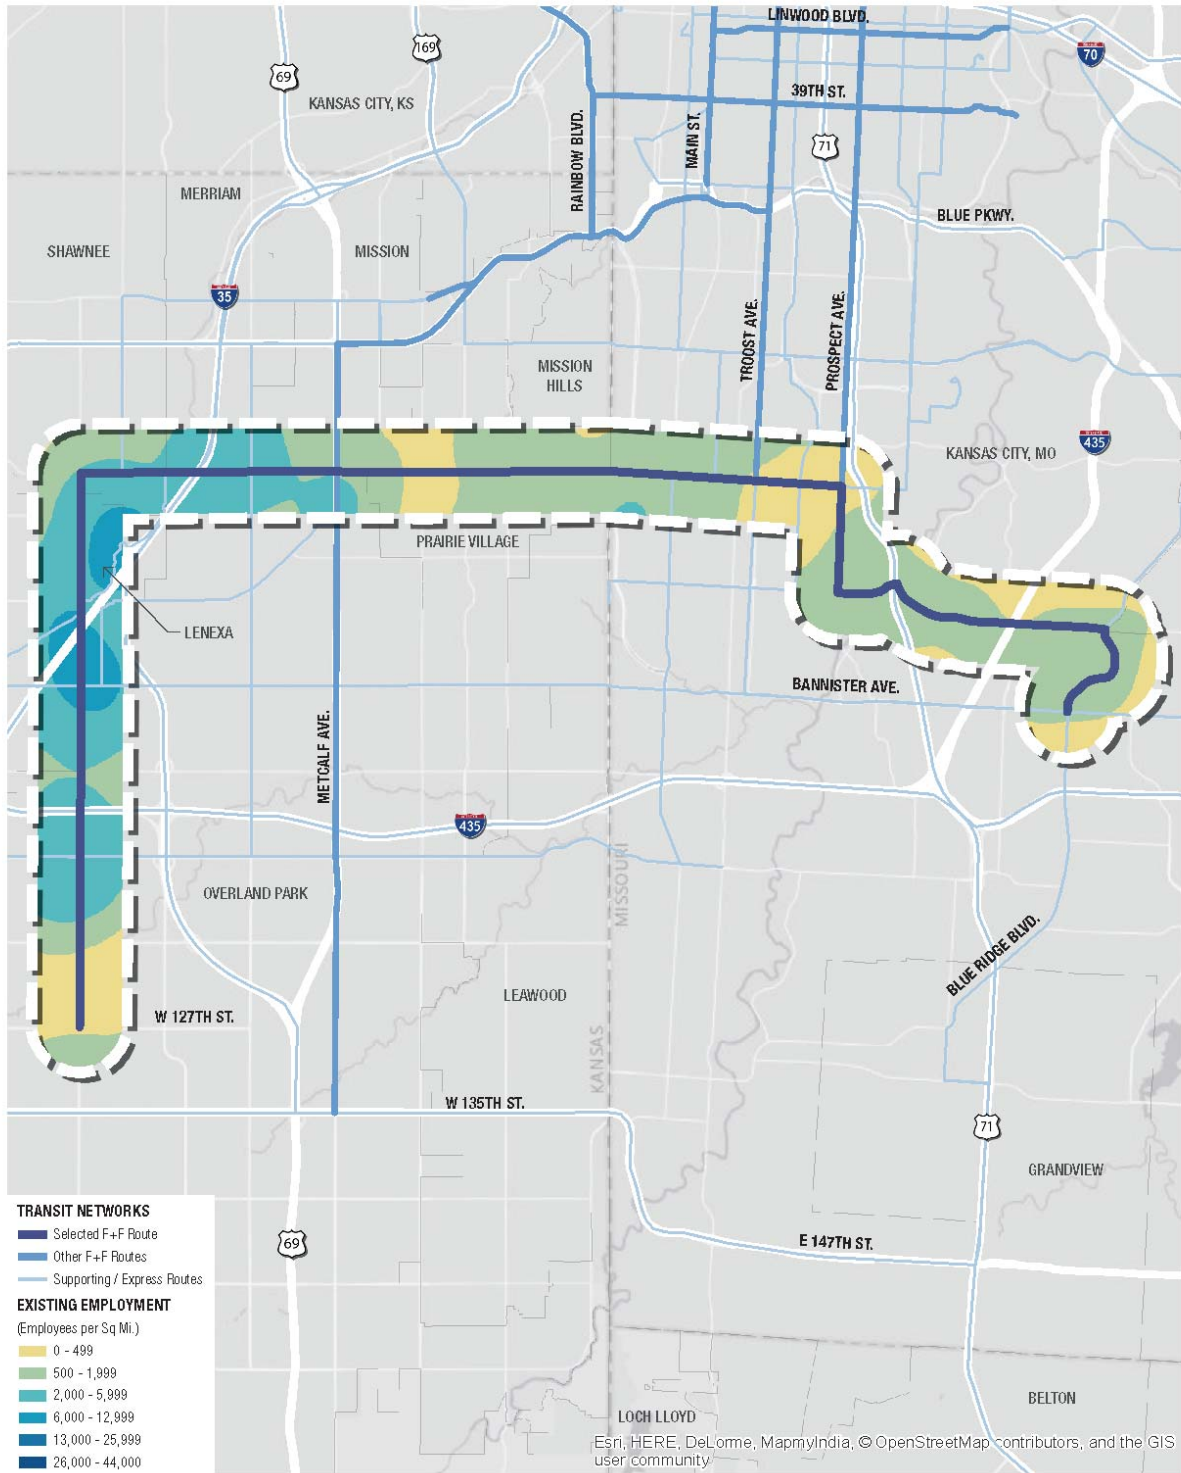 LINWOOD BLVD.
169
69
70
KANSAS CITY, KS
39TH ST.
RAINBOW BLVD.
MAIN ST.
71
MERRIAM
BLUE PKWY.
SHAWNEE
MISSION
35
TROOST AVE.
PROSPECT AVE.
MISSION
HILLS
KANSAS CITY, MO
435
PRAIRIE VILLAGE
LENEXA
BANNISTER AVE.
METCALF AVE.
435
MISSOURI
OVERLAND PARK
BLUE RIDGE BLVD.
LEAWOOD
W 127TH ST.
KANSAS
W 135TH ST.
71
GRANDVIEW
69
E 147TH ST.
BELTON
LOCH LLOYD
TRANSIT NETWORKS
Selected F+F Route
Other F+F Routes
Supporting / Express Routes
EXISTING EMPLOYMENT
(Employees per Sq Mi.)
0 - 499
500 - 1,999
2,000 - 5,999
6,000 - 12,999
13,000 - 25,999
26,000 - 44,000
Esri, HERE, DeLorme, MapmyIndia, © OpenStreetMap contributors, and the GIS
user community